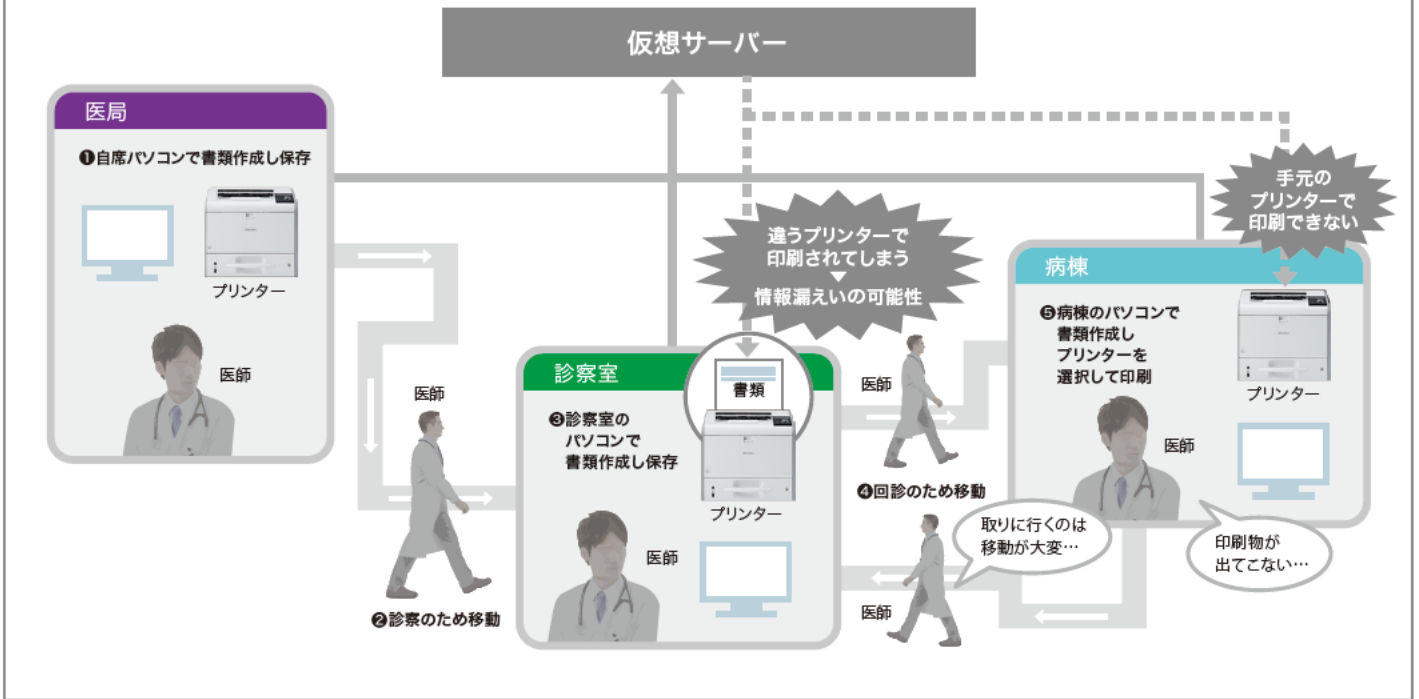 仮想サーバー
医局
❶自席パソコンで書類作成し保存
プリンター
医師
医師
❷診察のため移動
違うプリンターで
印刷されてしまう
▼
情報漏えいの可能性
診察室
書類
❸診察室の
パソコンで
書類作成し保存
プリンター
医師
医師
❹回診のため移動
手元の
プリンターで
印刷できない
病棟
❺病棟のパソコンで
書類作成し
プリンターを
選択して印刷
プリンター
医師
印刷物が
出てこない…
取りに行くのは
移動が大変…
医師